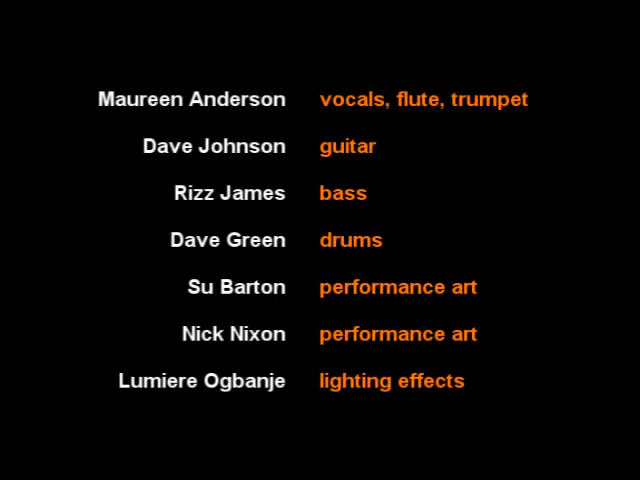 Maureen Anderson vocals, flute, trumpet
Dave Johnson guitar
Rizz James bass
Dave Green drums
Su Barton performance art
Nick Nixon performance art
Lumiere Ogbanje lighting effects